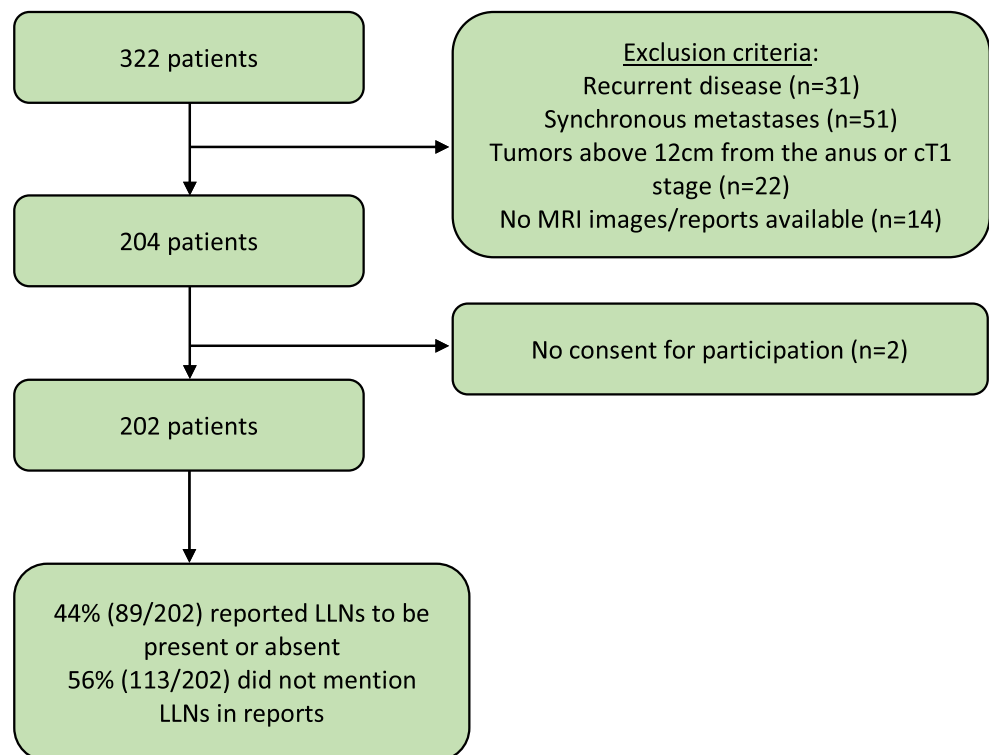 322 patients
Exclusion criteria:
Recurrent disease (n=31)
Synchronous metastases (n=51)
Tumors above 12cm from the anus or cT1
stage (n=22)
No MRI images/reports available (n=14)
204 patients
No consent for participation (n=2)
202 patients
44% (89/202) reported LLNs to be
present or absent
56% (113/202) did not mention
LLNs in reports